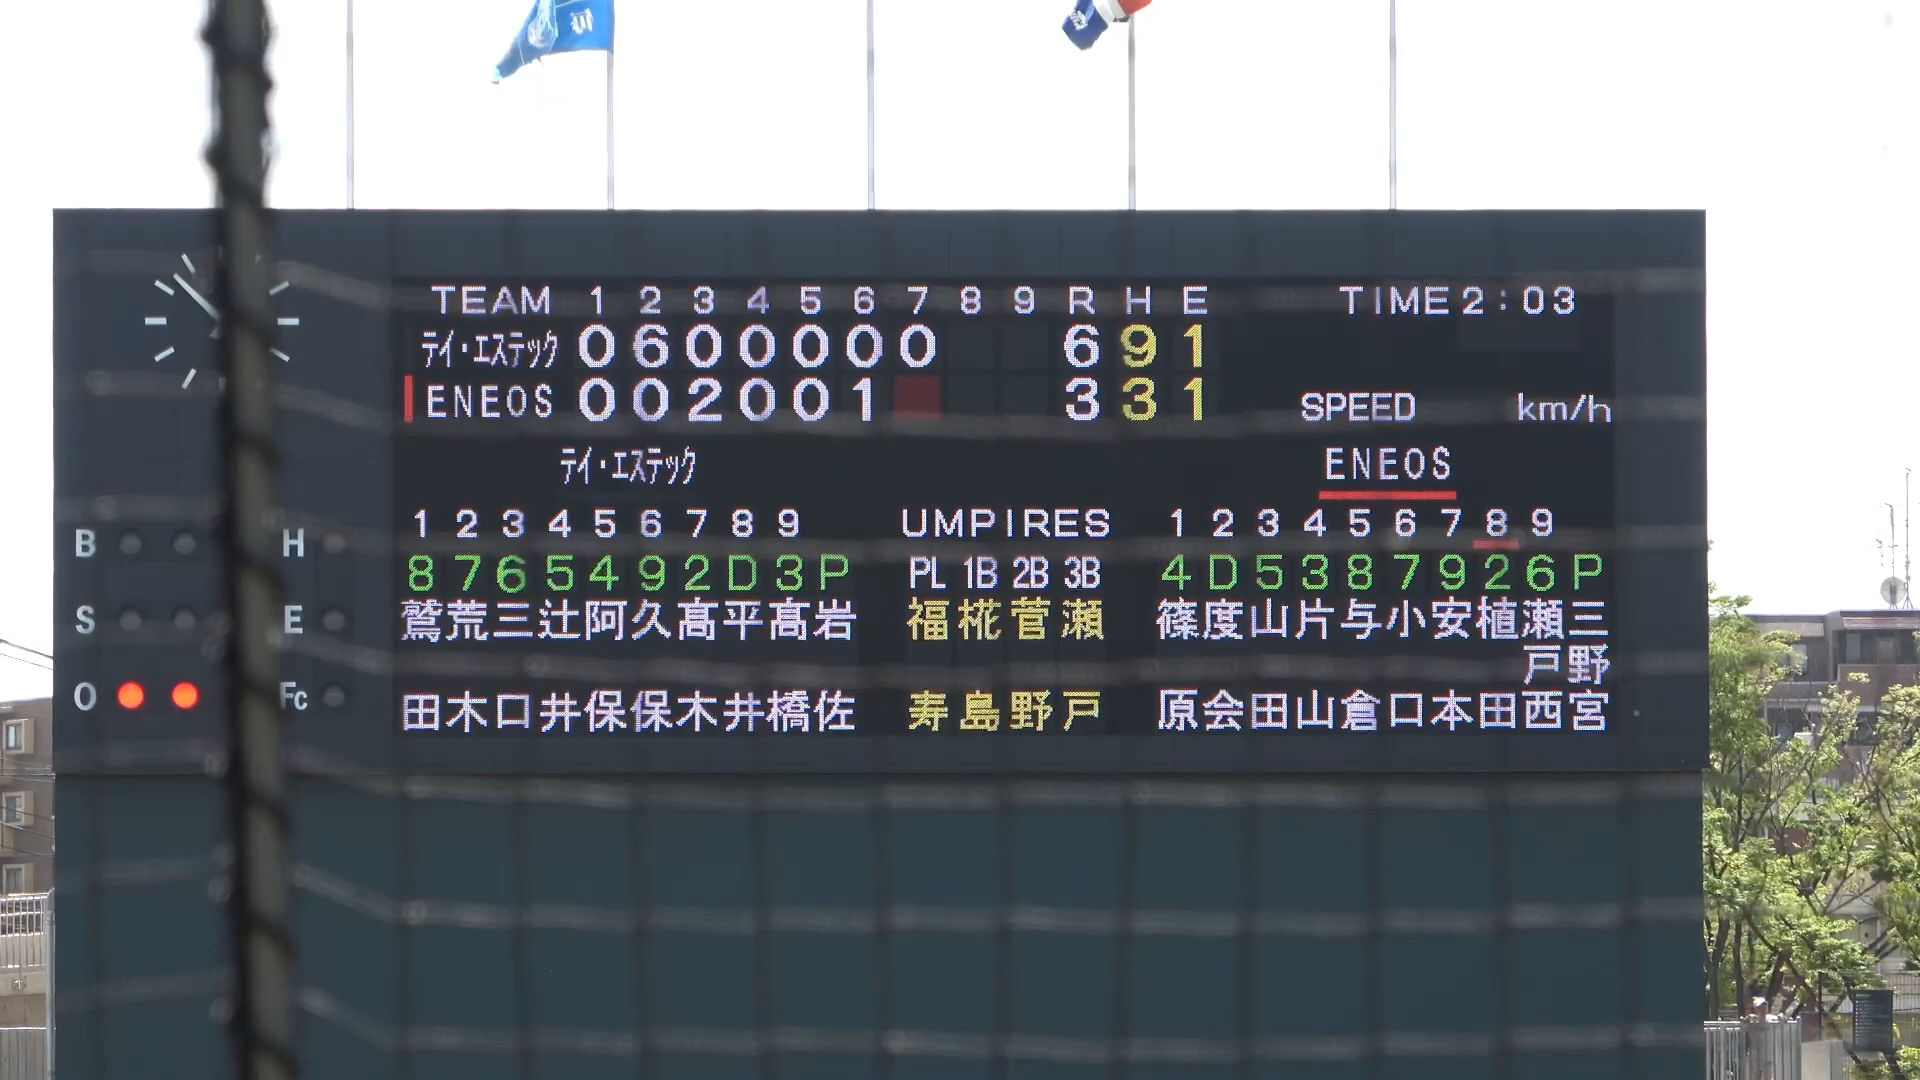 TEAM 1 2 3 4 5 6 7 8 9 R H E TIME 2:03
テイ・エステック 0 6 0 0 0 0 0 6 9 1
ENEOS 0 0 2 0 0 1 3 3 1 SPEED km/h
テイ・エステック ENEOS
1 2 3 4 5 6 7 8 9 UMPIRES 1 2 3 4 5 6 7 8 9
B H 8 7 6 5 4 9 2 D 3 P PL 1B 2B 3B 4 D 5 3 8 7 9 2 6 P
S E 鷲荒三辻阿久髙平髙岩 福椛菅瀬 篠度山片与小安植瀬三
戸野
O Fc 田木口井保保木井橋佐 寿島野戸 原会田山倉口本田西宮